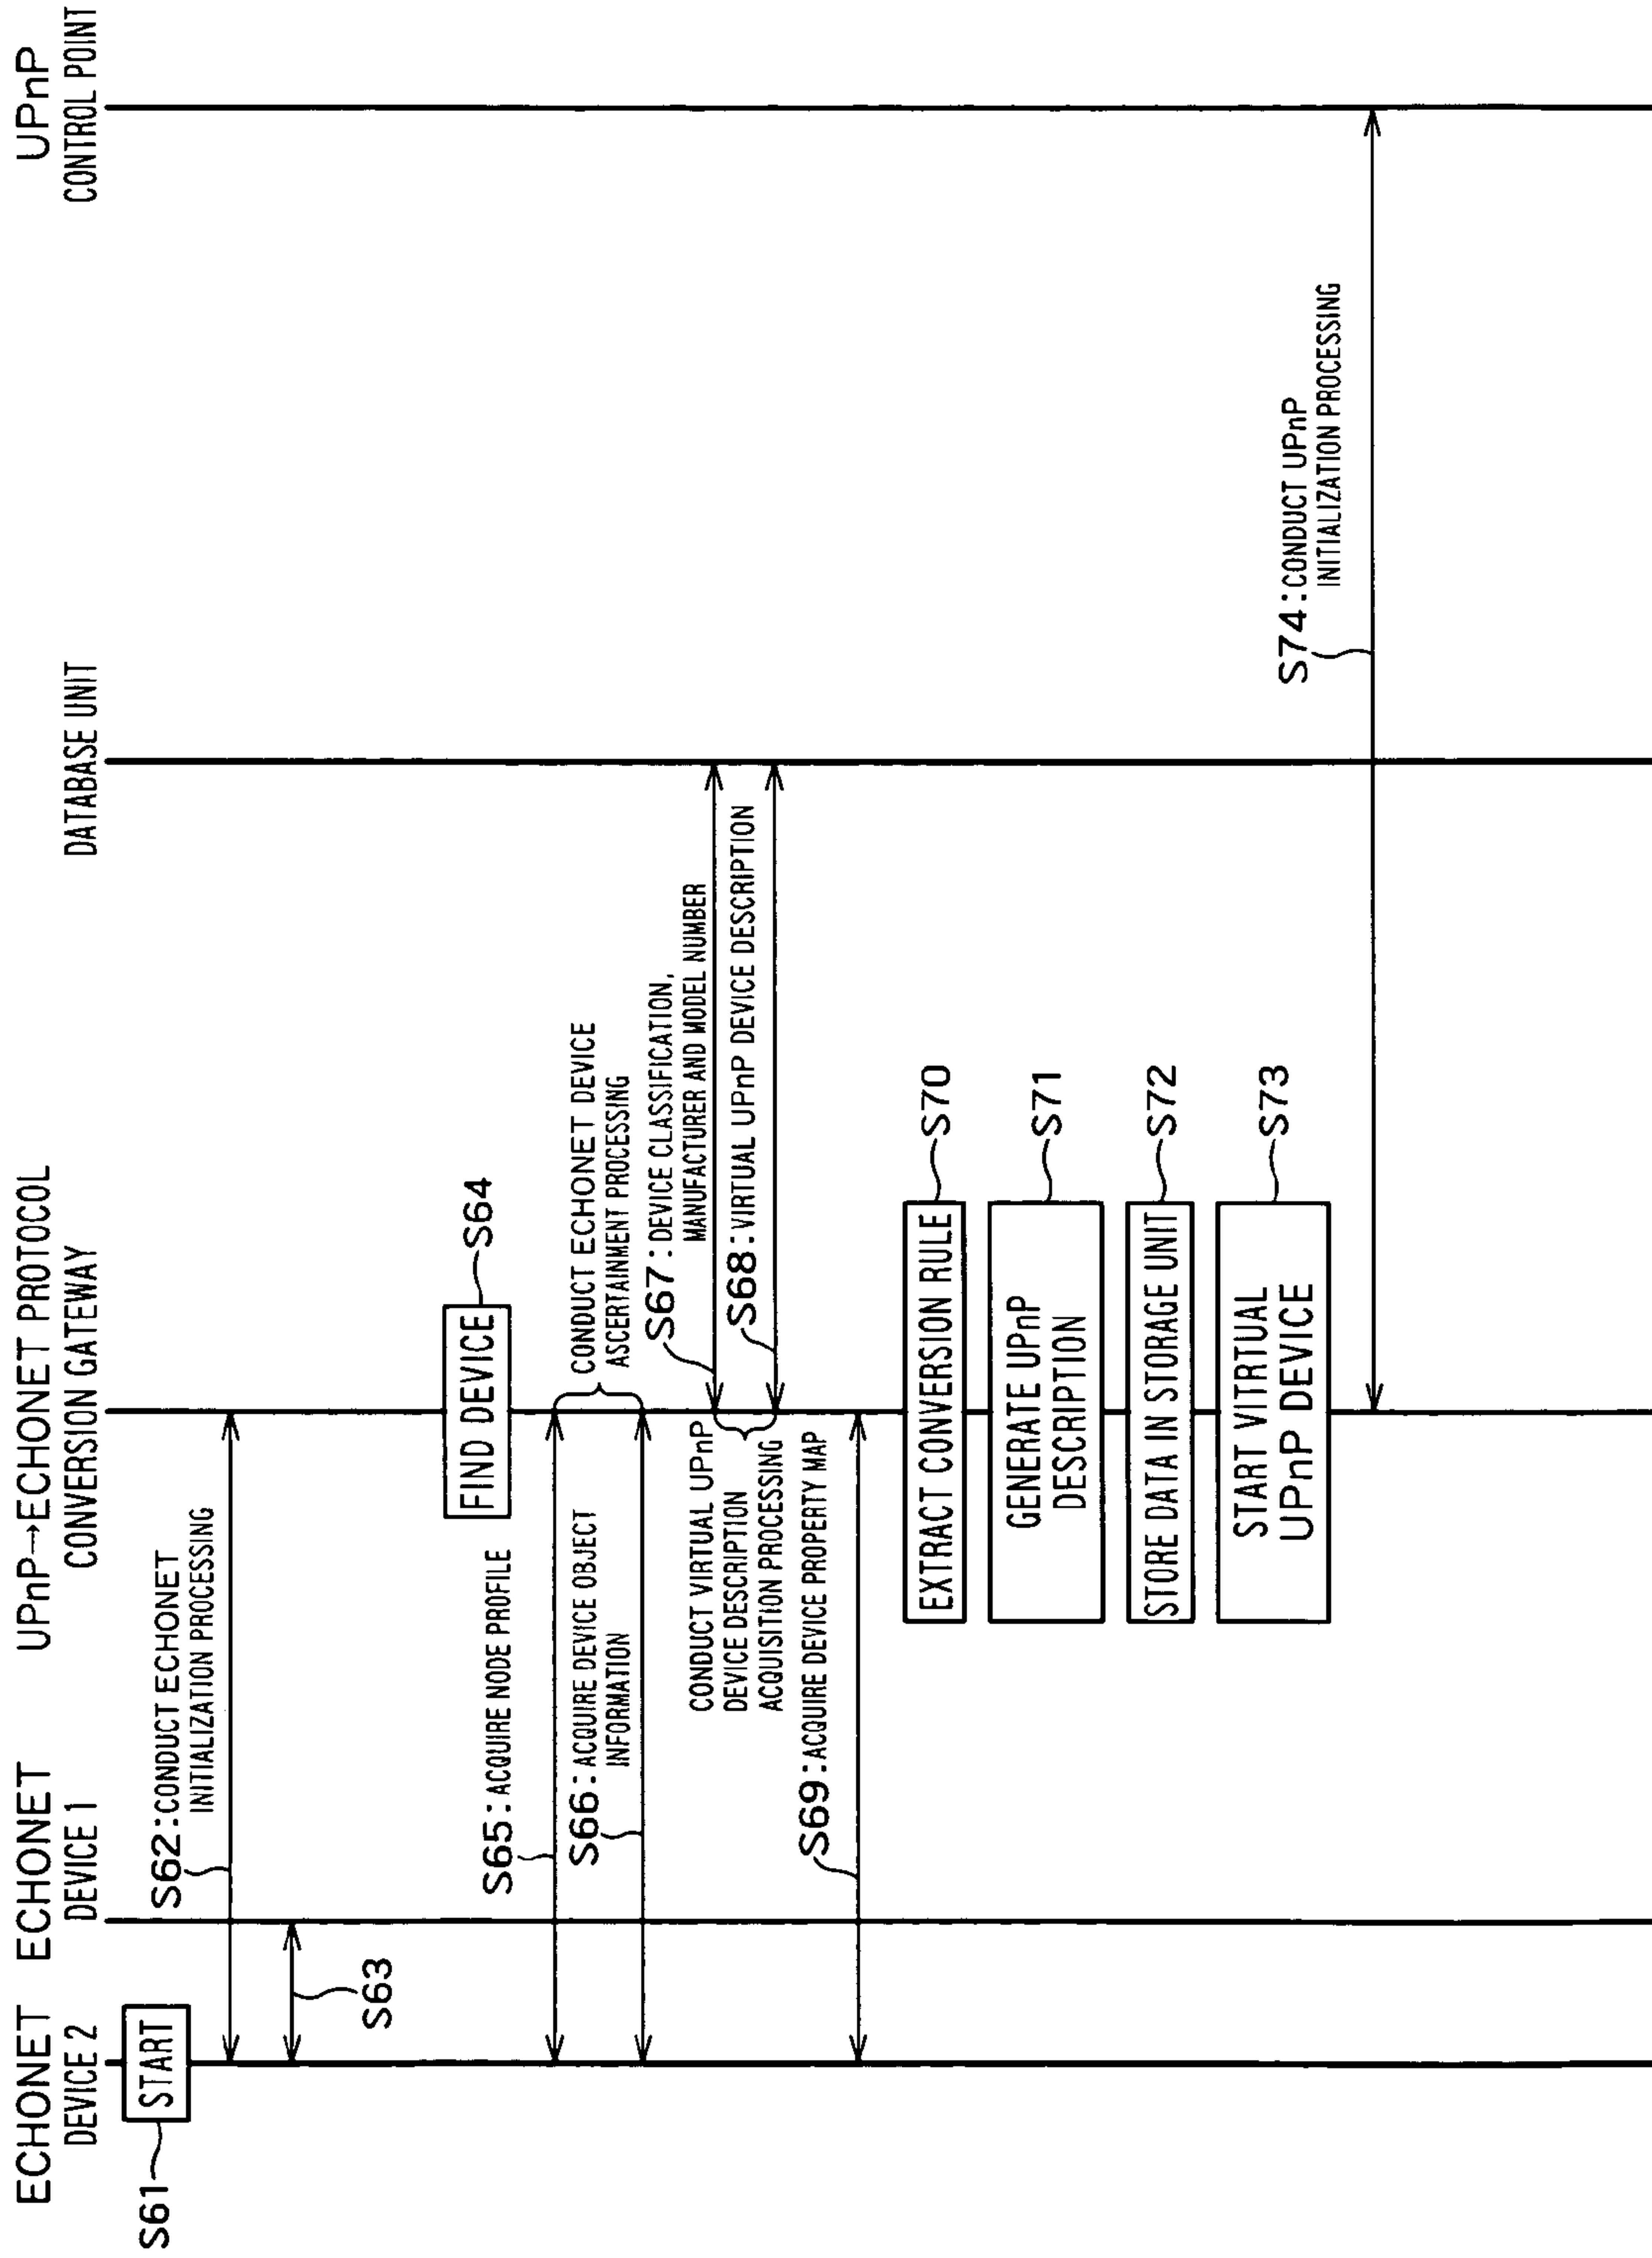 ECHONET
DEVICE 2
ECHONET
DEVICE 1
UPnP→ECHONET PROTOCOL
CONVERSION GATEWAY
DATABASE UNIT
UPnP
CONTROL POINT
S61
START
S62:CONDUCT ECHONET
INITIALIZATION PROCESSING
S63
FIND DEVICE
S64
S65:ACQUIRE NODE PROFILE
S66:ACQUIRE DEVICE OBJECT
INFORMATION
CONDUCT ECHONET DEVICE
ASCERTAINMENT PROCESSING
S67:DEVICE CLASSIFICATION,
MANUFACTURER AND MODEL NUMBER
S68:VIRTUAL UPnP DEVICE DESCRIPTION
CONDUCT VIRTUAL UPnP
DEVICE DESCRIPTION
ACQUISITION PROCESSING
S69:ACQUIRE DEVICE PROPERTY MAP
EXTRACT CONVERSION RULE
S70
GENERATE UPnP
DESCRIPTION
S71
STORE DATA IN STORAGE UNIT
S72
START VITRTUAL
UPnP DEVICE
S73
S74:CONDUCT UPnP
INITIALIZATION PROCESSING